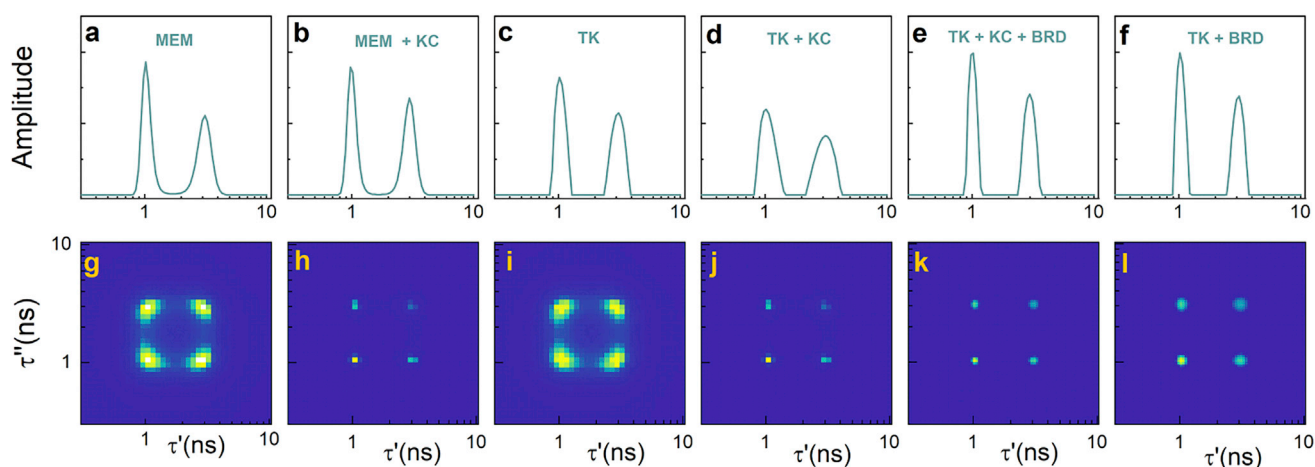 a MEM
b MEM + KC
c TK
d TK + KC
e TK + KC + BRD
f TK + BRD
Amplitude
1 10
1 10
1 10
1 10
1 10
1 10
g
h
i
j
k
l
10
τ''(ns)
1
1 10
1 10
1 10
1 10
1 10
1 10
τ'(ns)
τ'(ns)
τ'(ns)
τ'(ns)
τ'(ns)
τ'(ns)